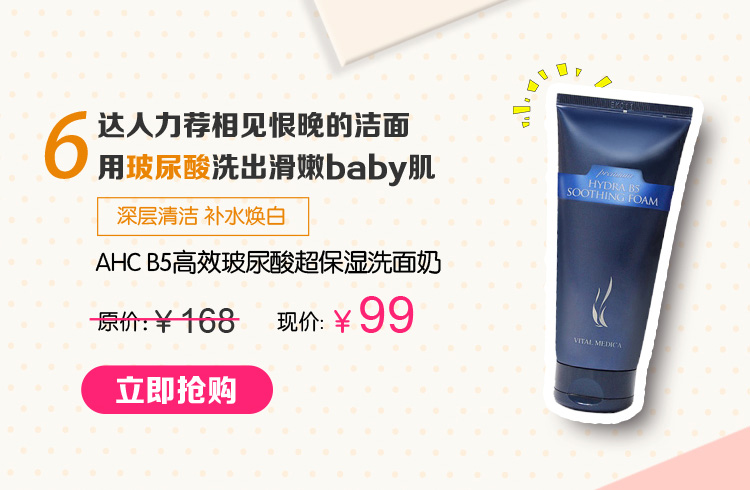 6
达人力荐相见恨晚的洁面
用玻尿酸洗出滑嫩baby肌
深层清洁 补水焕白
AHC B5高效玻尿酸超保湿洗面奶
原价:￥168 现价:￥99
立即抢购
premium
HYDRA B5
SOOTHING FOAM
VITAL MEDICA